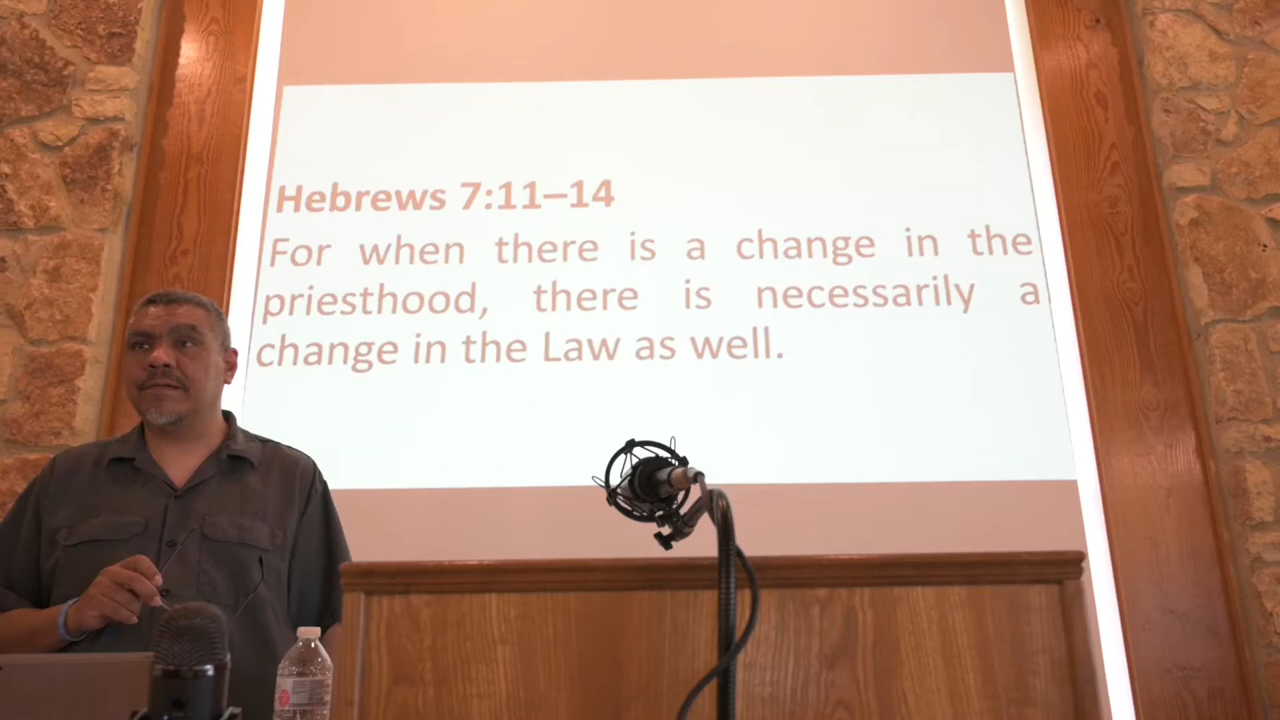 Hebrews 7:11–14
For when there is a change in the
priesthood, there is necessarily a
change in the Law as well.